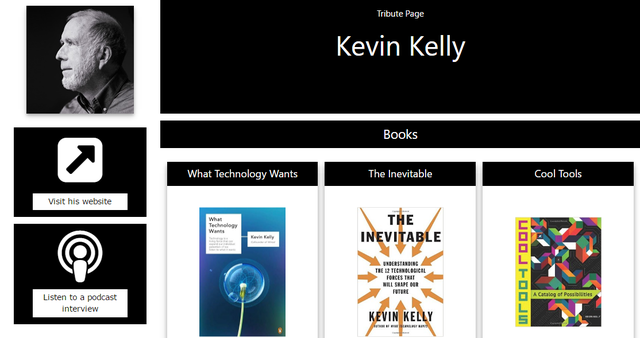 Tribute Page
Kevin Kelly
Visit his website
Listen to a podcast
interview
Books
What Technology Wants
The Inevitable
Cool Tools
What
Technology
Wants
Kevin Kelly
THE
INEVITABLE
UNDERSTANDING
THE 12 TECHNOLOGICAL
FORCES THAT
WILL SHAPE OUR
FUTURE
KEVIN KELLY
AUTHOR OF WHAT TECHNOLOGY WANTS
COOL TOOLS
A Catalog of Possibilities